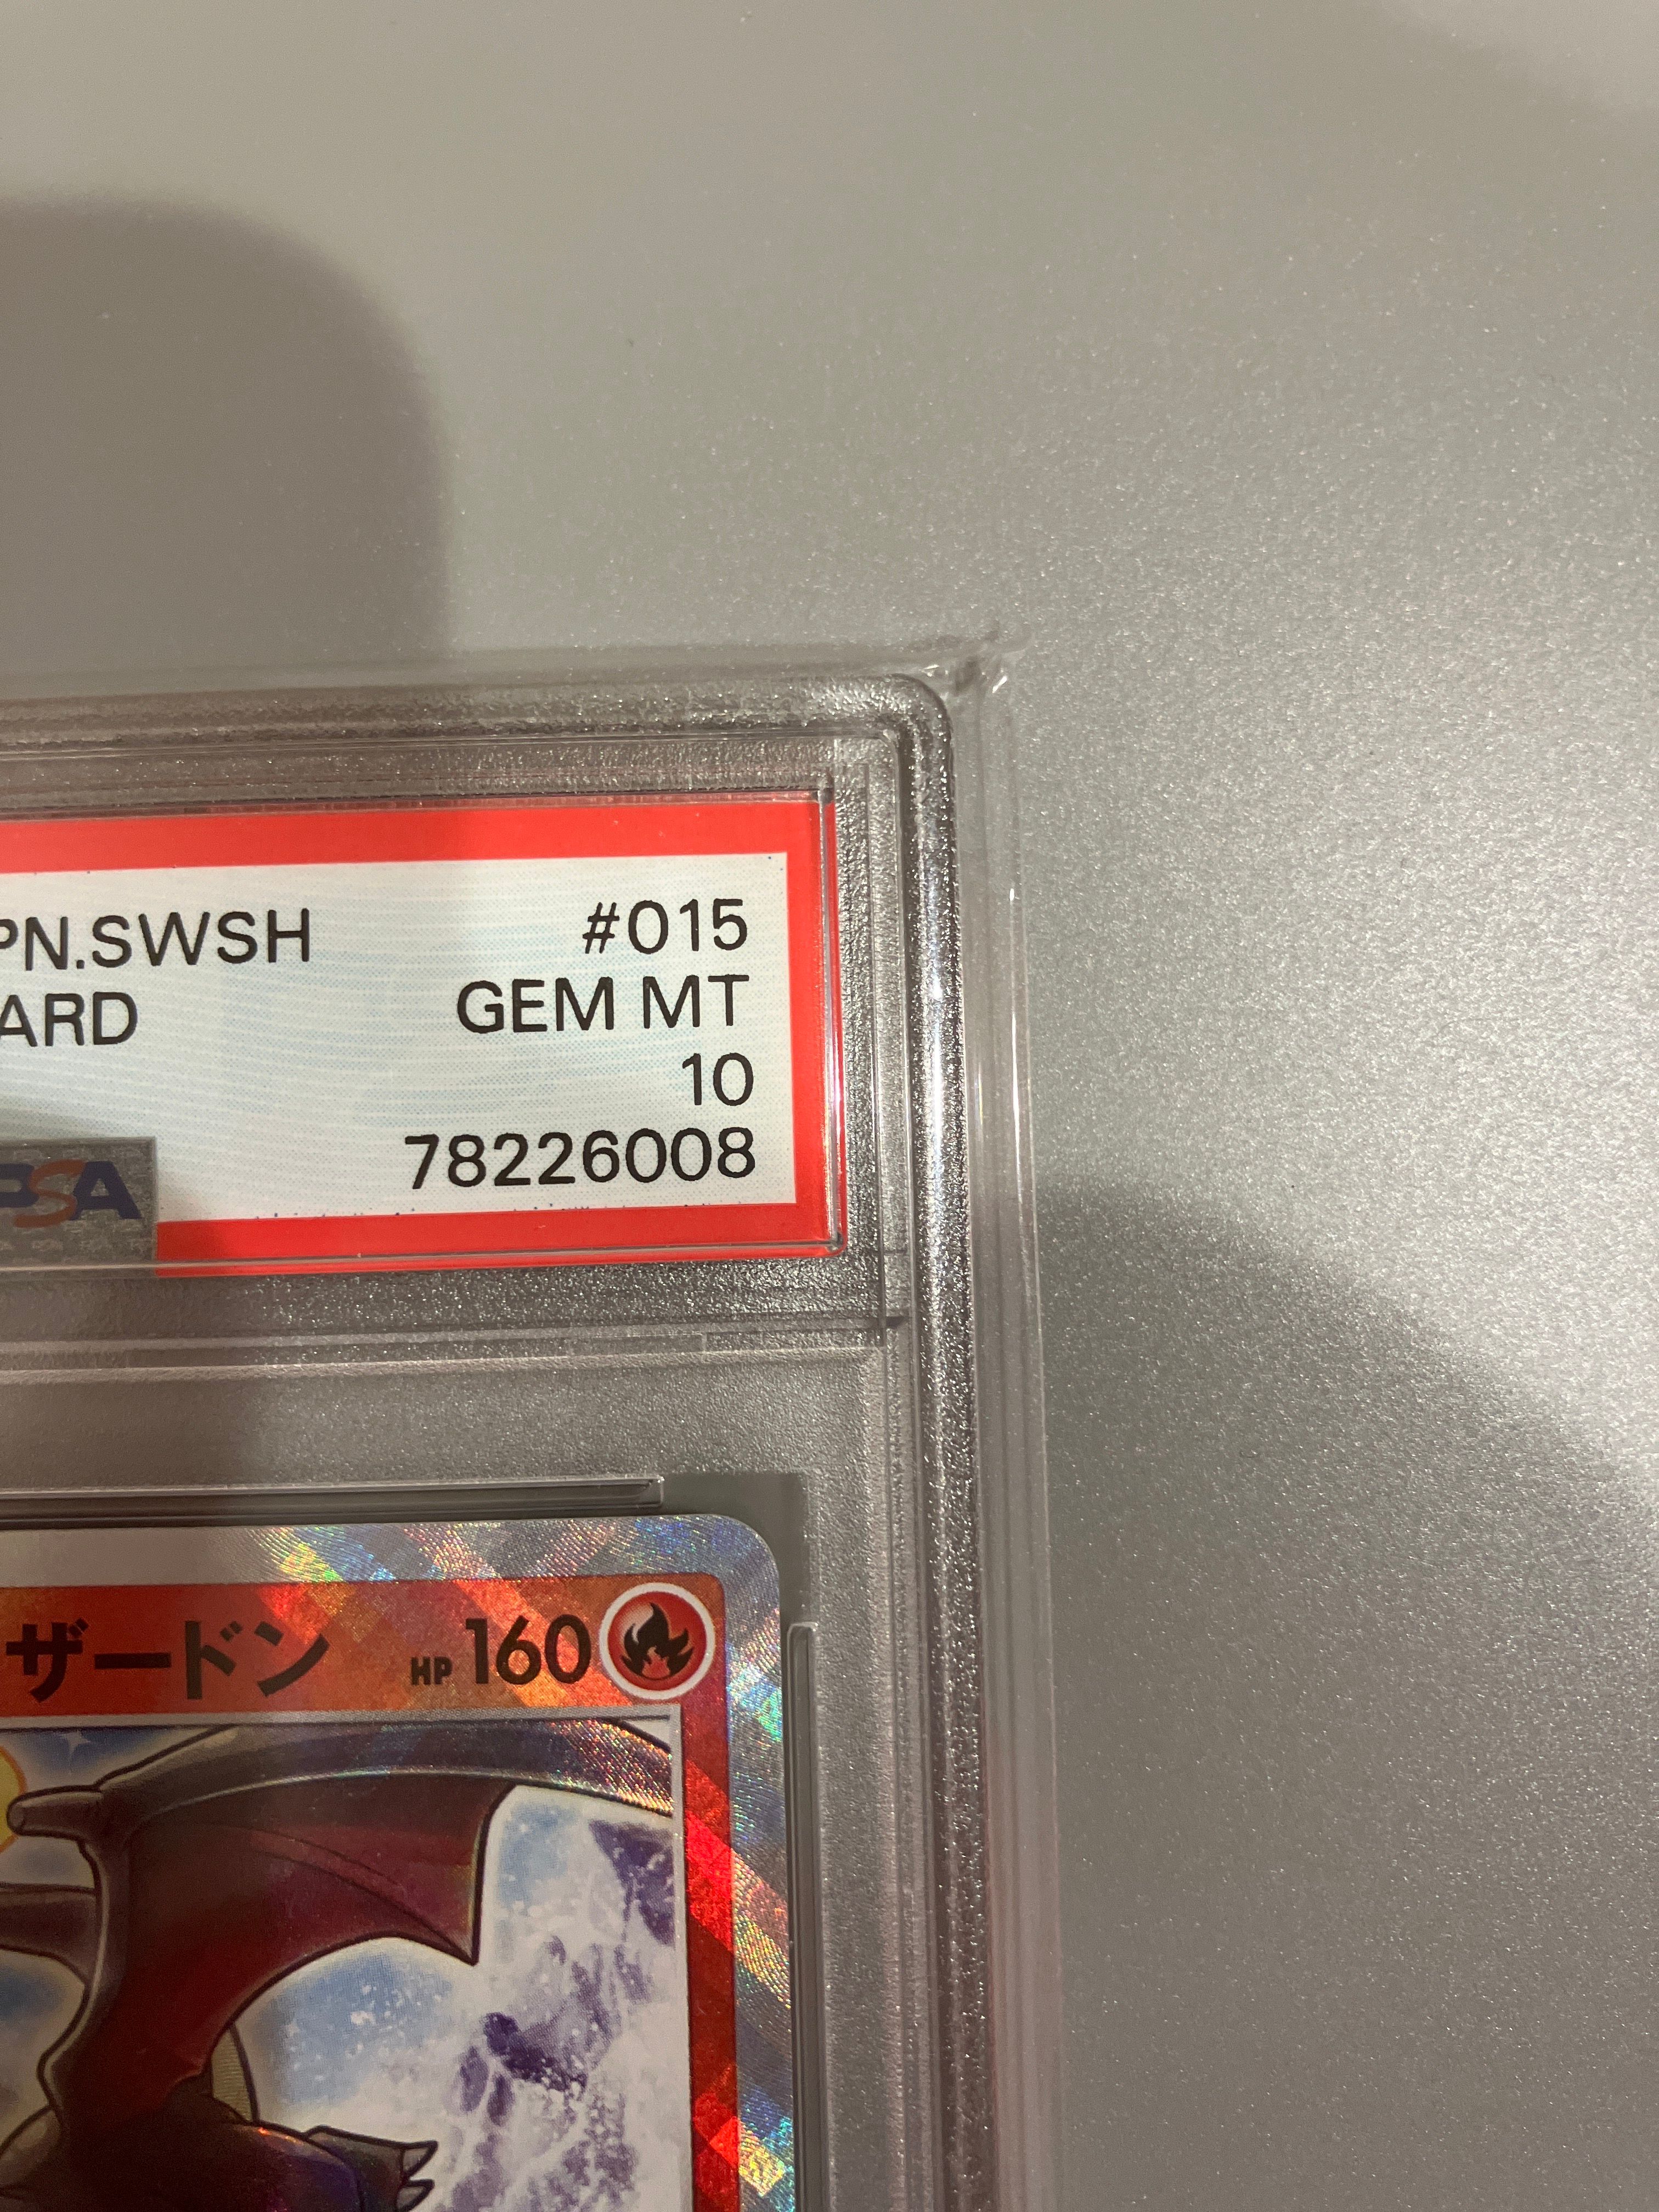 PN.SWSH #015
ARD GEM MT
10
78226008
PSA
ザードン HP 160